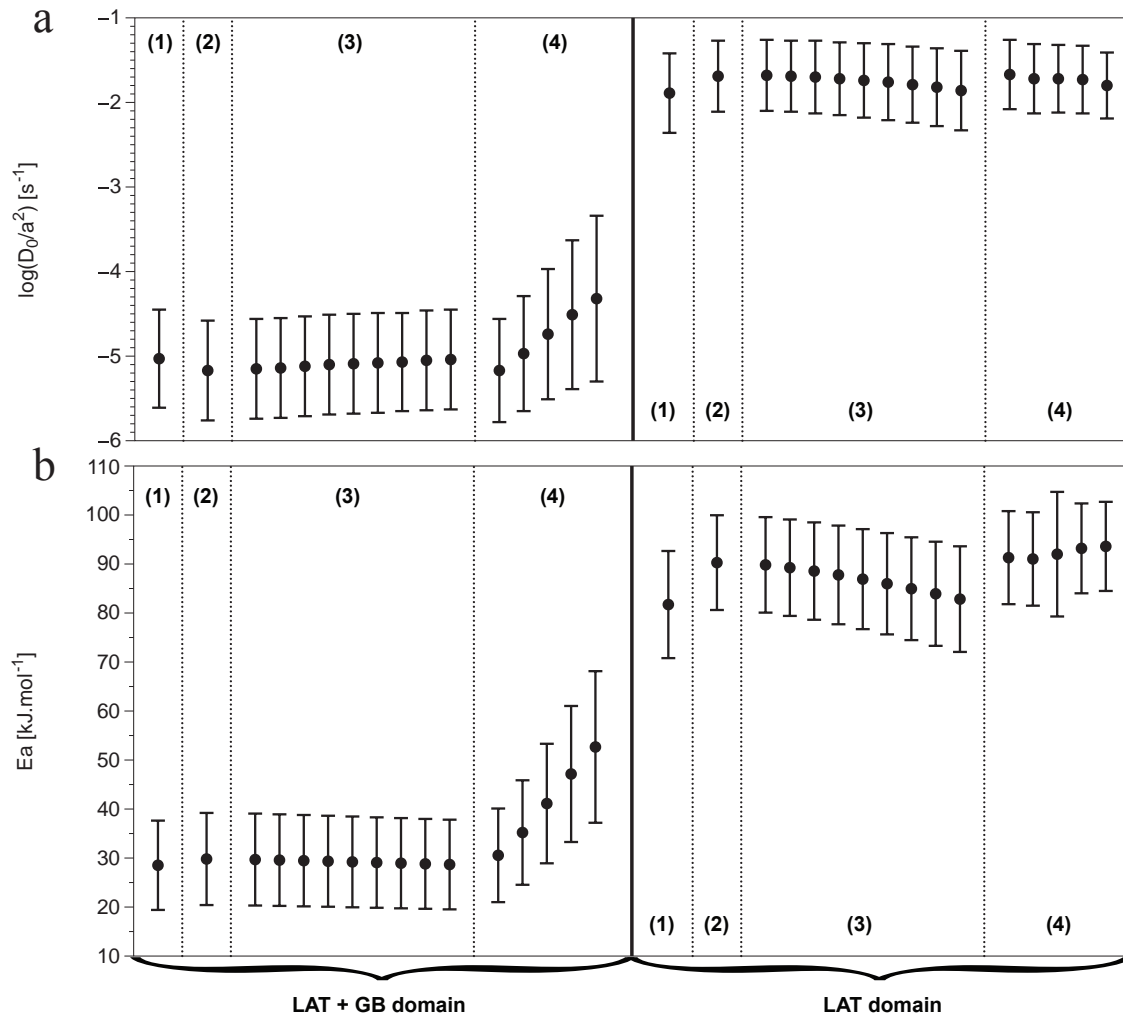 a
(1) (2) (3) (4)
(1) (2) (3) (4)
–1
–2
–3
–4
–5
–6
log(D0/a²) [s⁻¹]
b
(1) (2) (3) (4)
(1) (2) (3) (4)
110
100
90
80
70
60
50
40
30
20
10
Ea [kJ.mol⁻¹]
LAT + GB domain
LAT domain